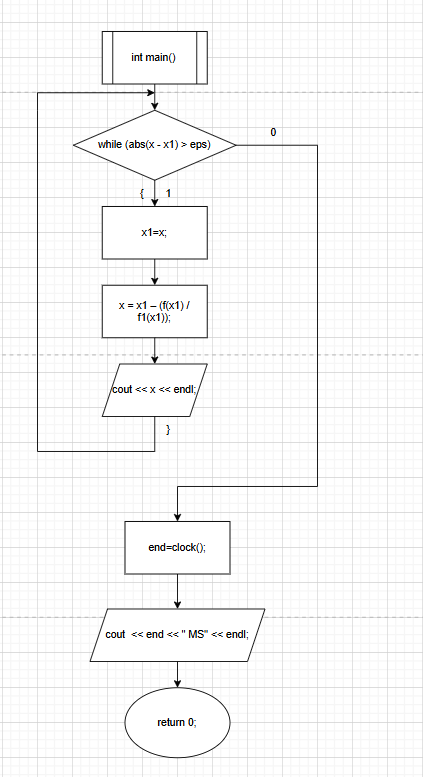 int main()
while (abs(x - x1) > eps)
0
{ 1
x1=x;
x = x1 – (f(x1) /
f1(x1));
cout << x << endl;
}
end=clock();
cout << end << " MS" << endl;
return 0;